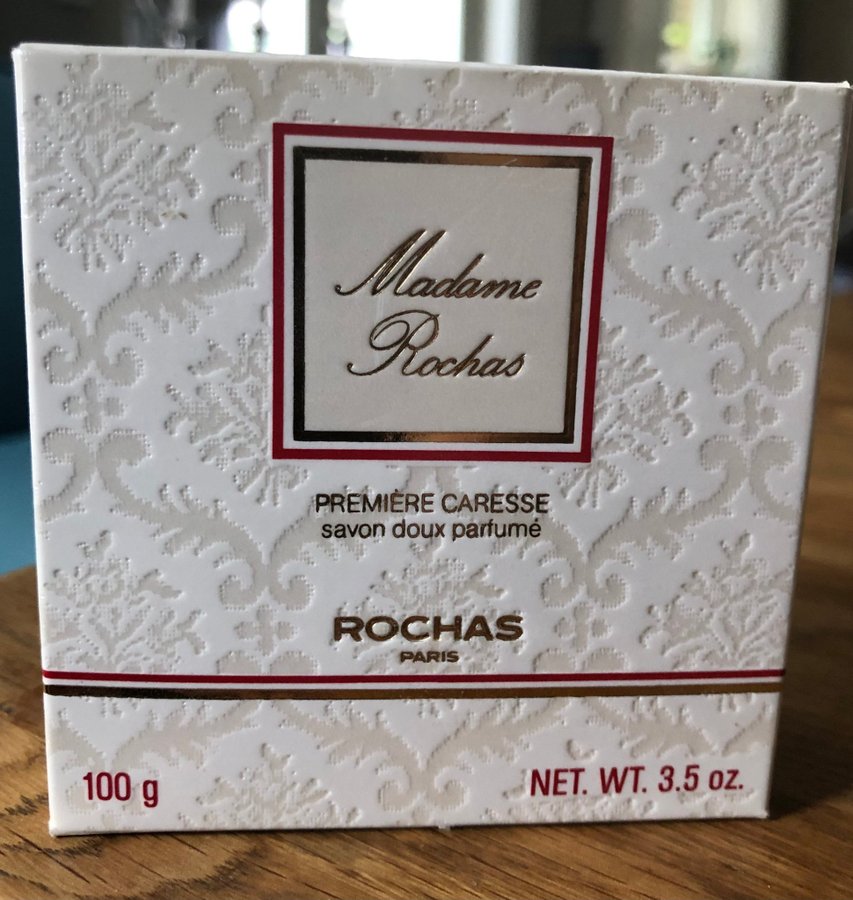 Madame
Rochas
PREMIÈRE CARESSE
savon doux parfumé
ROCHAS
PARIS
100 g
NET. WT. 3.5 oz.